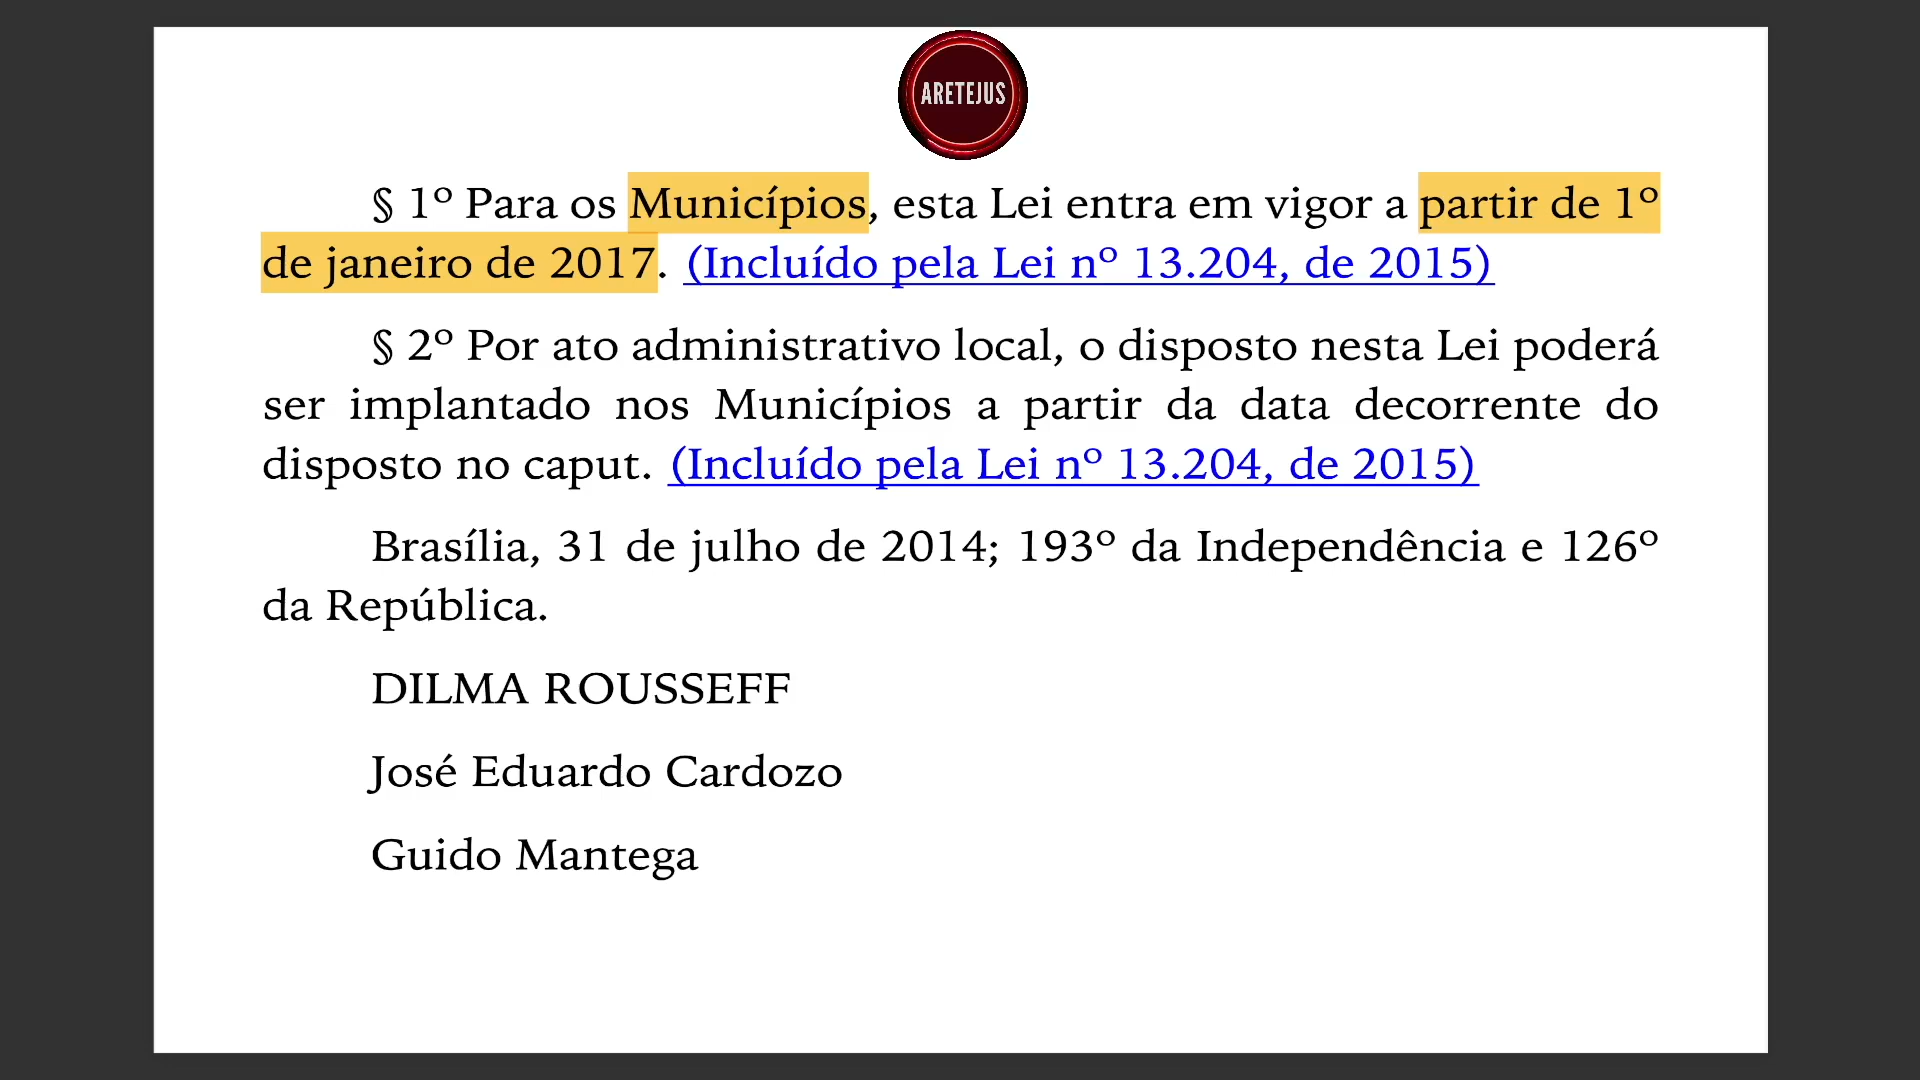 ARETEJUS
§ 1º Para os Municípios, esta Lei entra em vigor a partir de 1º
de janeiro de 2017. (Incluído pela Lei nº 13.204, de 2015)
§ 2º Por ato administrativo local, o disposto nesta Lei poderá
ser implantado nos Municípios a partir da data decorrente do
disposto no caput. (Incluído pela Lei nº 13.204, de 2015)
Brasília, 31 de julho de 2014; 193º da Independência e 126º
da República.
DILMA ROUSSEFF
José Eduardo Cardozo
Guido Mantega